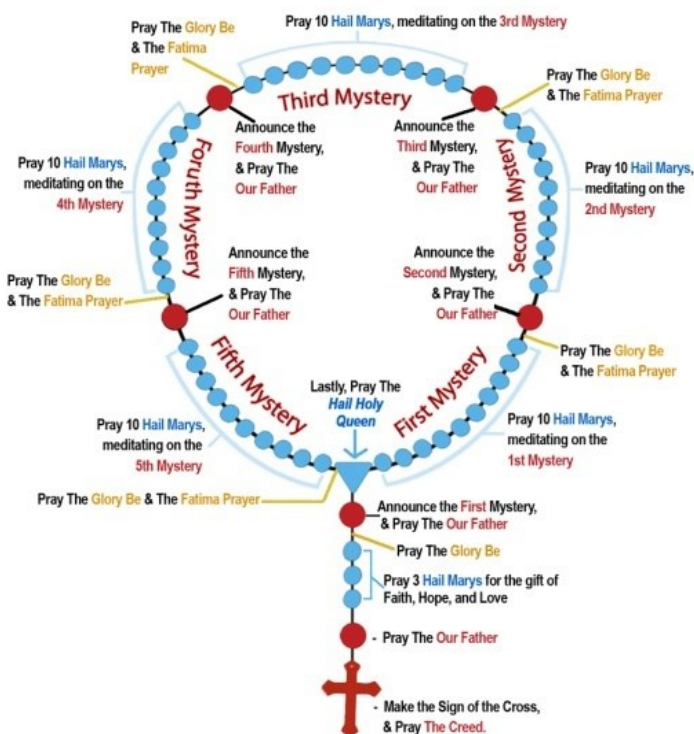 Pray 10 Hail Marys, meditating on the 3rd Mystery
Pray The Glory Be
& The Fatima
Prayer
Pray The Glory Be
& The Fatima Prayer
Third Mystery
Announce the
Fourth Mystery,
& Pray The
Our Father
Announce the
Third Mystery,
& Pray The
Our Father
Pray 10 Hail Marys,
meditating on the
4th Mystery
Foruth Mystery
Second Mystery
Pray 10 Hail Marys,
meditating on the
2nd Mystery
Announce the
Fifth Mystery,
& Pray The
Our Father
Announce the
Second Mystery,
& Pray The
Our Father
Pray The Glory Be
& The Fatima Prayer
Pray The Glory Be
& The Fatima Prayer
Fifth Mystery
First Mystery
Lastly, Pray The
Hail Holy
Queen
Pray 10 Hail Marys,
meditating on the
5th Mystery
Pray 10 Hail Marys,
meditating on the
1st Mystery
Pray The Glory Be & The Fatima Prayer
Announce the First Mystery,
& Pray The Our Father
Pray The Glory Be
Pray 3 Hail Marys for the gift of
Faith, Hope, and Love
- Pray The Our Father
- Make the Sign of the Cross,
& Pray The Creed.